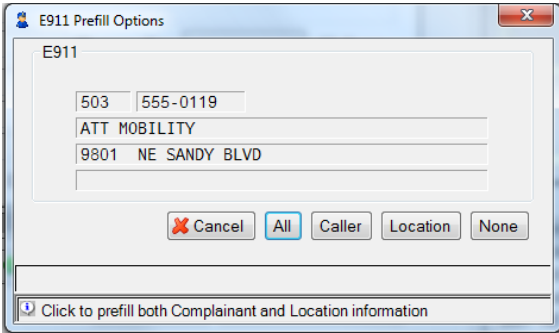 E911 Prefill Options
E911
503 555-0119
ATT MOBILITY
9801 NE SANDY BLVD
Cancel All Caller Location None
Click to prefill both Complainant and Location information